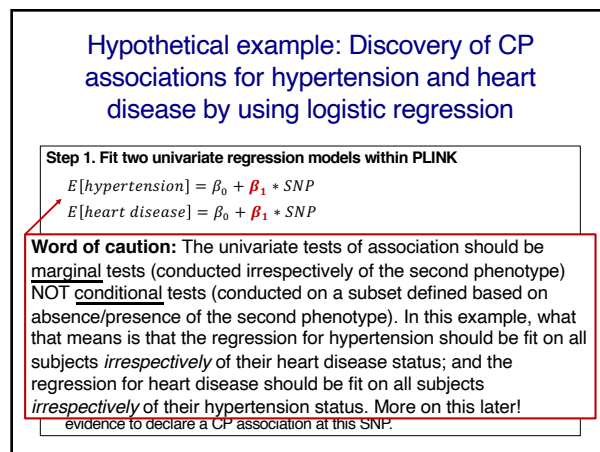 Hypothetical example: Discovery of CP
associations for hypertension and heart
disease by using logistic regression
Step 1. Fit two univariate regression models within PLINK
E[hypertension] = β₀ + β₁ * SNP
E[heart disease] = β₀ + β₁ * SNP
Word of caution: The univariate tests of association should be
marginal tests (conducted irrespectively of the second phenotype)
NOT conditional tests (conducted on a subset defined based on
absence/presence of the second phenotype). In this example, what
that means is that the regression for hypertension should be fit on all
subjects irrespectively of their heart disease status; and the
regression for heart disease should be fit on all subjects
irrespectively of their hypertension status. More on this later!
evidence to declare a CP association at this SNP.